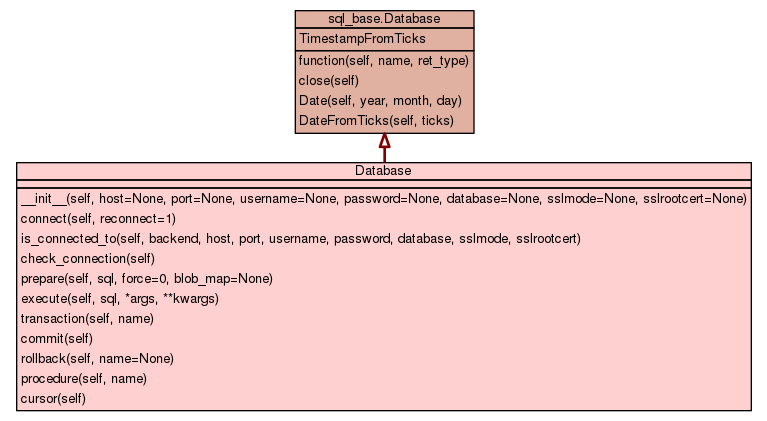 sql_base.Database
TimestampFromTicks
function(self, name, ret_type)
close(self)
Date(self, year, month, day)
DateFromTicks(self, ticks)
Database
__init__(self, host=None, port=None, username=None, password=None, database=None, sslmode=None, sslrootcert=None)
connect(self, reconnect=1)
is_connected_to(self, backend, host, port, username, password, database, sslmode, sslrootcert)
check_connection(self)
prepare(self, sql, force=0, blob_map=None)
execute(self, sql, *args, **kwargs)
transaction(self, name)
commit(self)
rollback(self, name=None)
procedure(self, name)
cursor(self)